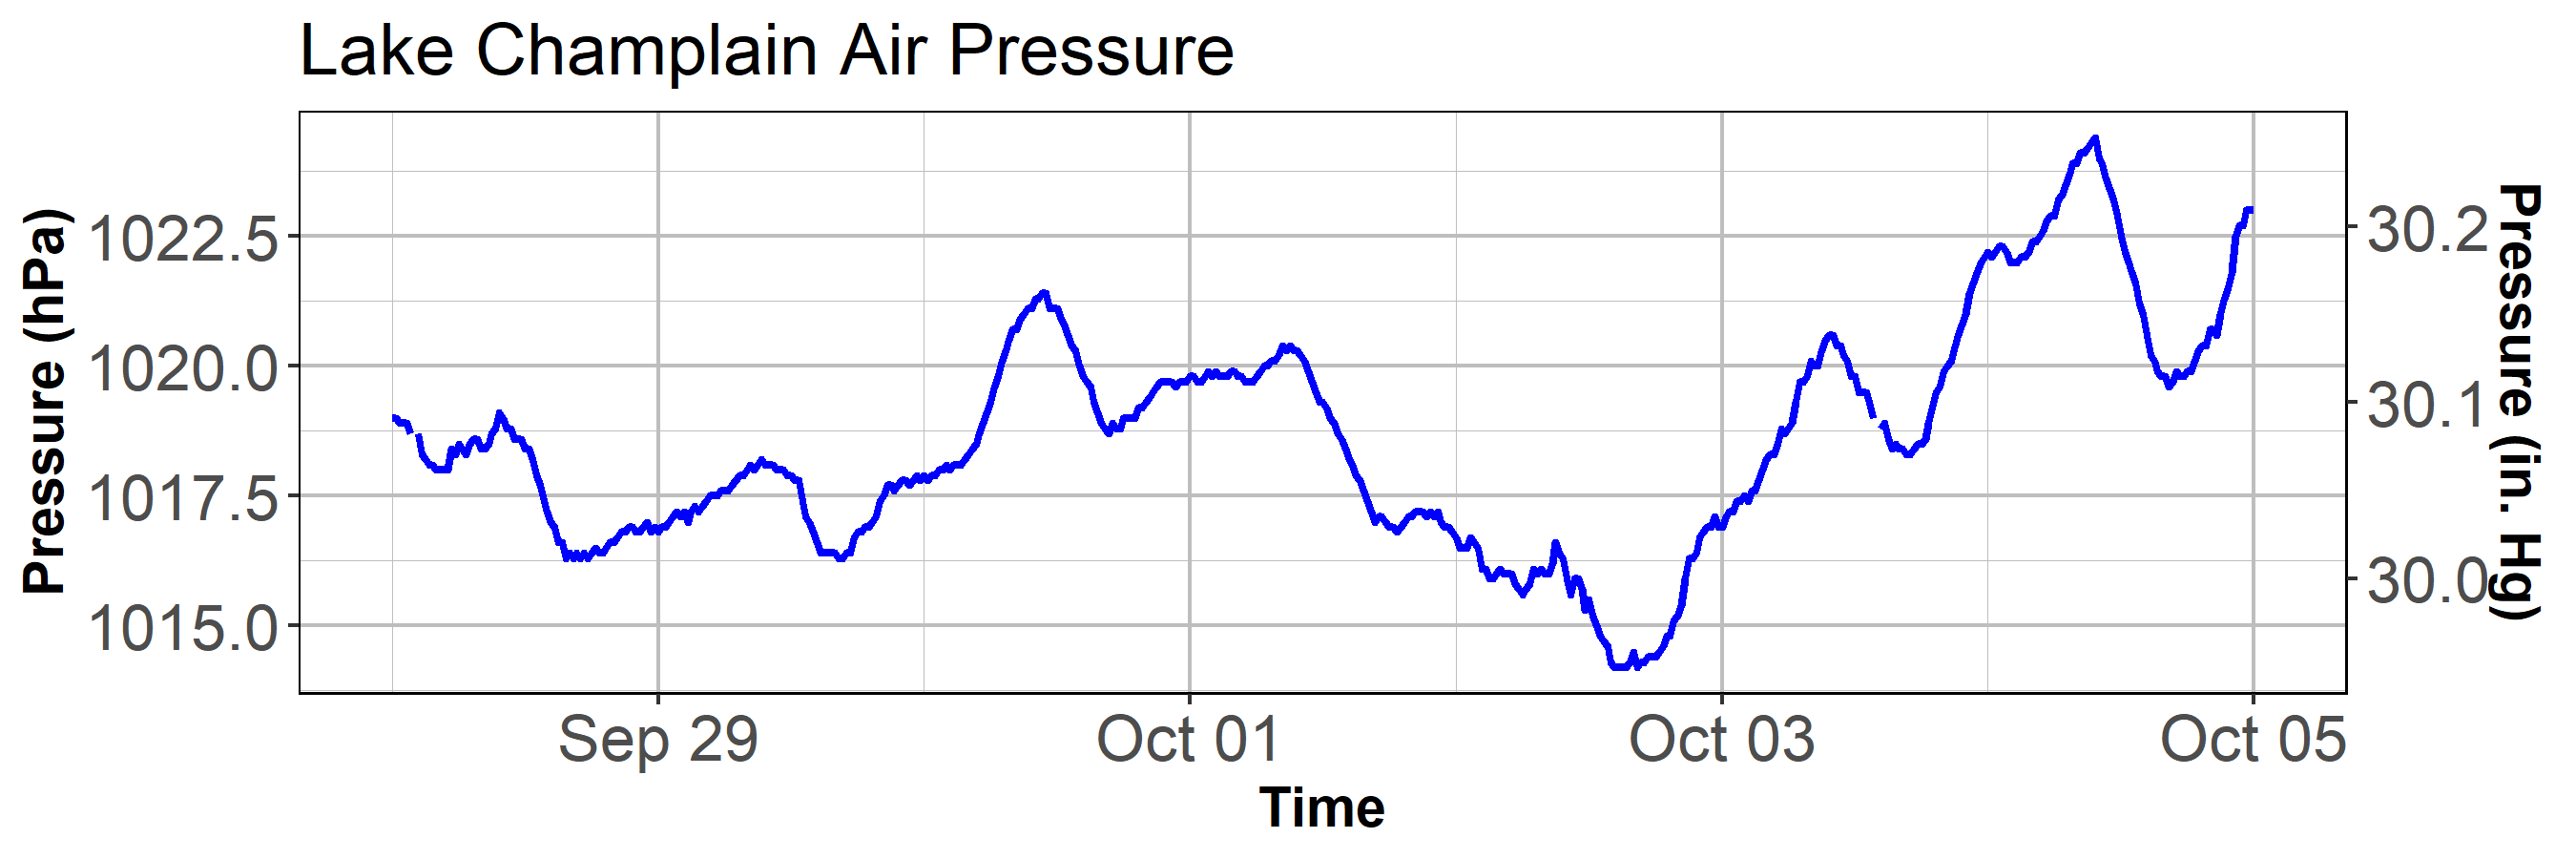 Lake Champlain Air Pressure
Pressure (hPa)
1022.5
1020.0
1017.5
1015.0
30.2
30.1
30.0
Pressure (in. Hg)
Sep 29 Oct 01 Oct 03 Oct 05
Time